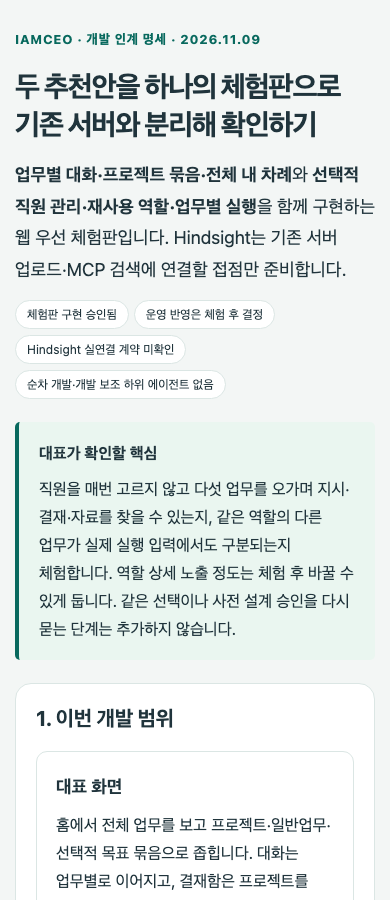 IAMCEO · 개발 인계 명세 · 2026.11.09
두 추천안을 하나의 체험판으로
기존 서버와 분리해 확인하기
업무별 대화·프로젝트 묶음·전체 내 차례와 선택적
직원 관리·재사용 역할·업무별 실행을 함께 구현하는
웹 우선 체험판입니다. Hindsight는 기존 서버
업로드·MCP 검색에 연결할 접점만 준비합니다.
체험판 구현 승인됨
운영 반영은 체험 후 결정
Hindsight 실연결 계약 미확인
순차 개발·개발 보조 하위 에이전트 없음
대표가 확인할 핵심
직원을 매번 고르지 않고 다섯 업무를 오가며 지시·
결재·자료를 찾을 수 있는지, 같은 역할의 다른
업무가 실제 실행 입력에서도 구분되는지
체험합니다. 역할 상세 노출 정도는 체험 후 바꿀 수
있게 둡니다. 같은 선택이나 사전 설계 승인을 다시
묻는 단계는 추가하지 않습니다.
1. 이번 개발 범위
대표 화면
홈에서 전체 업무를 보고 프로젝트·일반업무·
선택적 목표 묶음으로 좁힙니다. 대화는
업무별로 이어지고, 결재함은 프로젝트를